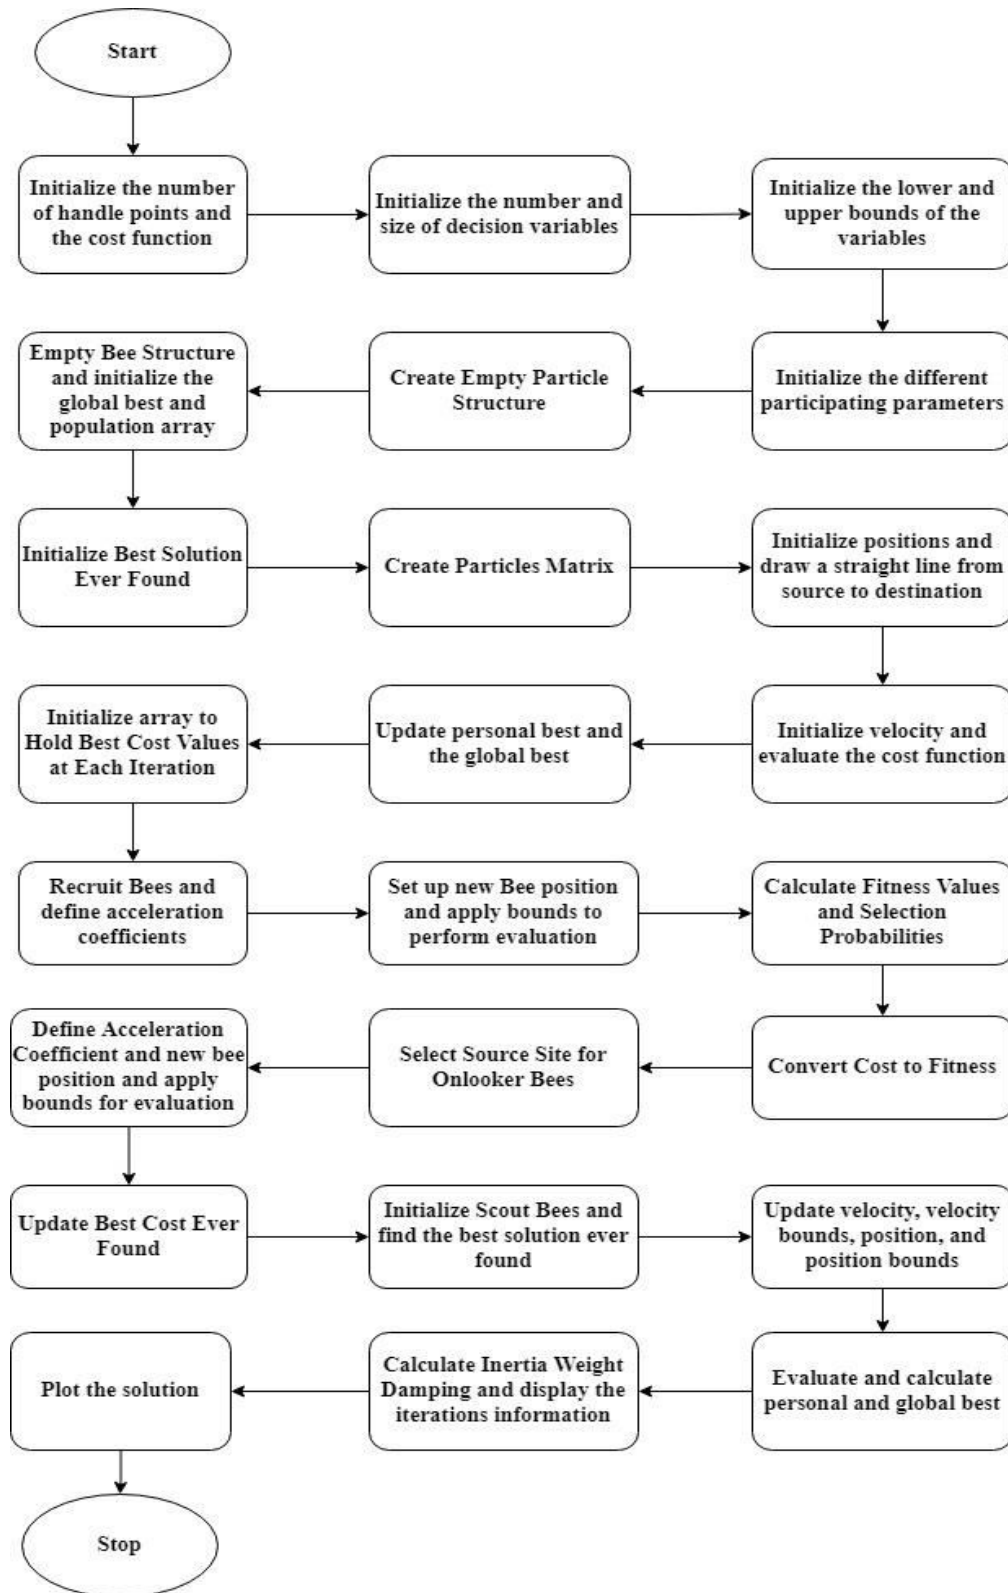 Start
Initialize the number
of handle points and
the cost function
Initialize the number and
size of decision variables
Initialize the lower and
upper bounds of the
variables
Initialize the different
participating parameters
Create Empty Particle
Structure
Empty Bee Structure
and initialize the
global best and
population array
Initialize Best Solution
Ever Found
Create Particles Matrix
Initialize positions and
draw a straight line from
source to destination
Initialize velocity and
evaluate the cost function
Update personal best and
the global best
Initialize array to
Hold Best Cost Values
at Each Iteration
Recruit Bees and
define acceleration
coefficients
Set up new Bee position
and apply bounds to
perform evaluation
Calculate Fitness Values
and Selection
Probabilities
Convert Cost to Fitness
Select Source Site for
Onlooker Bees
Define Acceleration
Coefficient and new bee
position and apply
bounds for evaluation
Update Best Cost Ever
Found
Initialize Scout Bees and
find the best solution ever
found
Update velocity, velocity
bounds, position, and
position bounds
Evaluate and calculate
personal and global best
Calculate Inertia Weight
Damping and display the
iterations information
Plot the solution
Stop